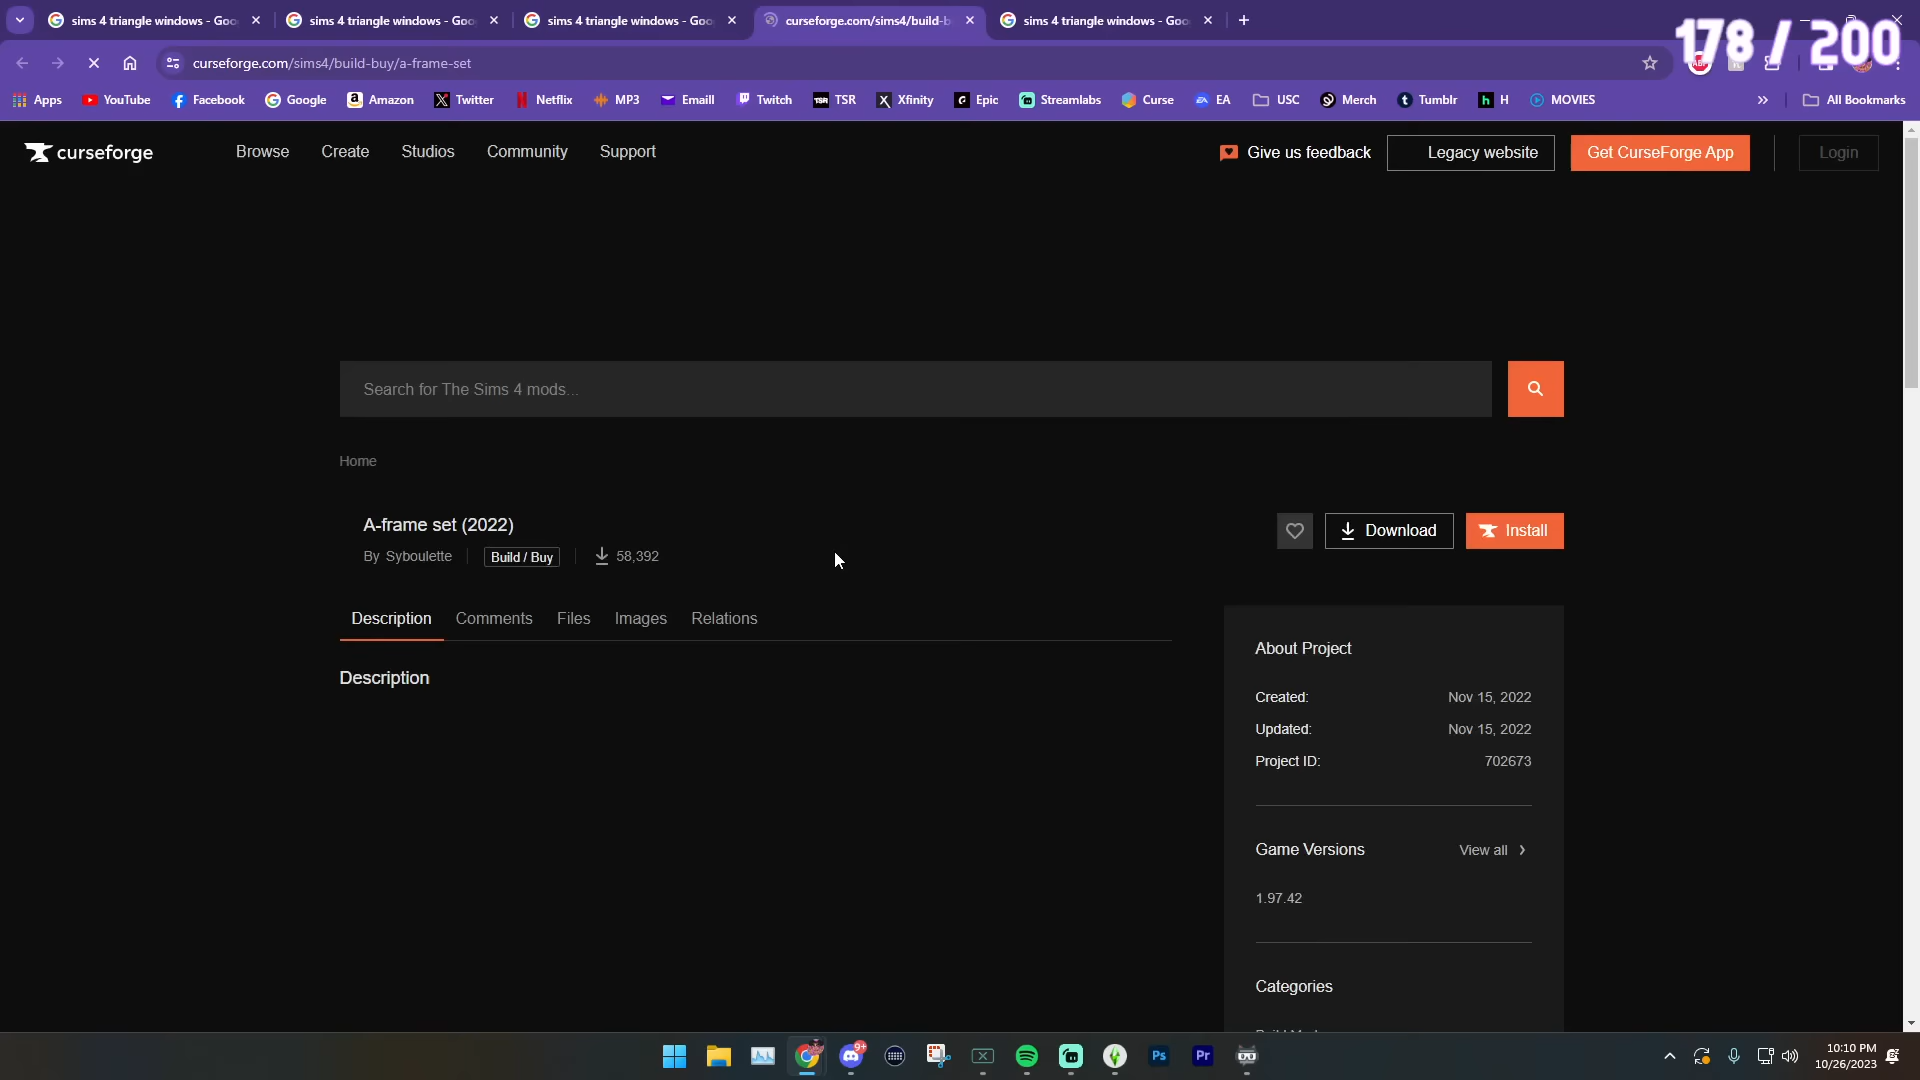 sims 4 triangle windows - Goo
sims 4 triangle windows - Goo
sims 4 triangle windows - Goo
curseforge.com/sims4/build-b
sims 4 triangle windows - Goo
178 / 200
curseforge.com/sims4/build-buy/a-frame-set
Apps
YouTube
Facebook
Google
Amazon
Twitter
Netflix
MP3
Emaill
Twitch
TSR
Xfinity
Epic
Streamlabs
Curse
EA
USC
Merch
Tumblr
H
MOVIES
All Bookmarks
curseforge
Browse
Create
Studios
Community
Support
Give us feedback
Legacy website
Get CurseForge App
Login
Search for The Sims 4 mods...
Home
A-frame set (2022)
By Syboulette
Build / Buy
58,392
Download
Install
Description
Comments
Files
Images
Relations
Description
About Project
Created: Nov 15, 2022
Updated: Nov 15, 2022
Project ID: 702673
Game Versions
View all
1.97.42
Categories
9+
Ps
Pr
10:10 PM
10/26/2023